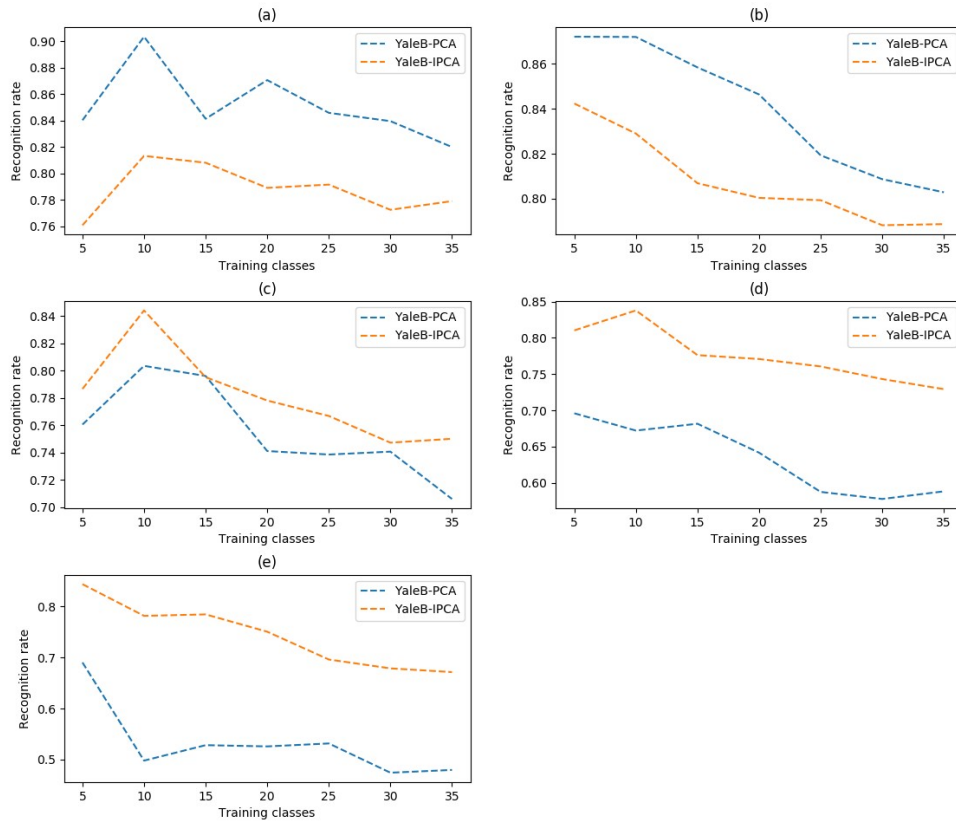 (a)
0.90
0.88
0.86
0.84
0.82
0.80
0.78
0.76
Recognition rate
YaleB-PCA
YaleB-IPCA
5 10 15 20 25 30 35
Training classes
(b)
0.86
0.84
0.82
0.80
Recognition rate
YaleB-PCA
YaleB-IPCA
5 10 15 20 25 30 35
Training classes
(c)
0.84
0.82
0.80
0.78
0.76
0.74
0.72
0.70
Recognition rate
YaleB-PCA
YaleB-IPCA
5 10 15 20 25 30 35
Training classes
(d)
0.85
0.80
0.75
0.70
0.65
0.60
Recognition rate
YaleB-PCA
YaleB-IPCA
5 10 15 20 25 30 35
Training classes
(e)
0.8
0.7
0.6
0.5
Recognition rate
YaleB-PCA
YaleB-IPCA
5 10 15 20 25 30 35
Training classes